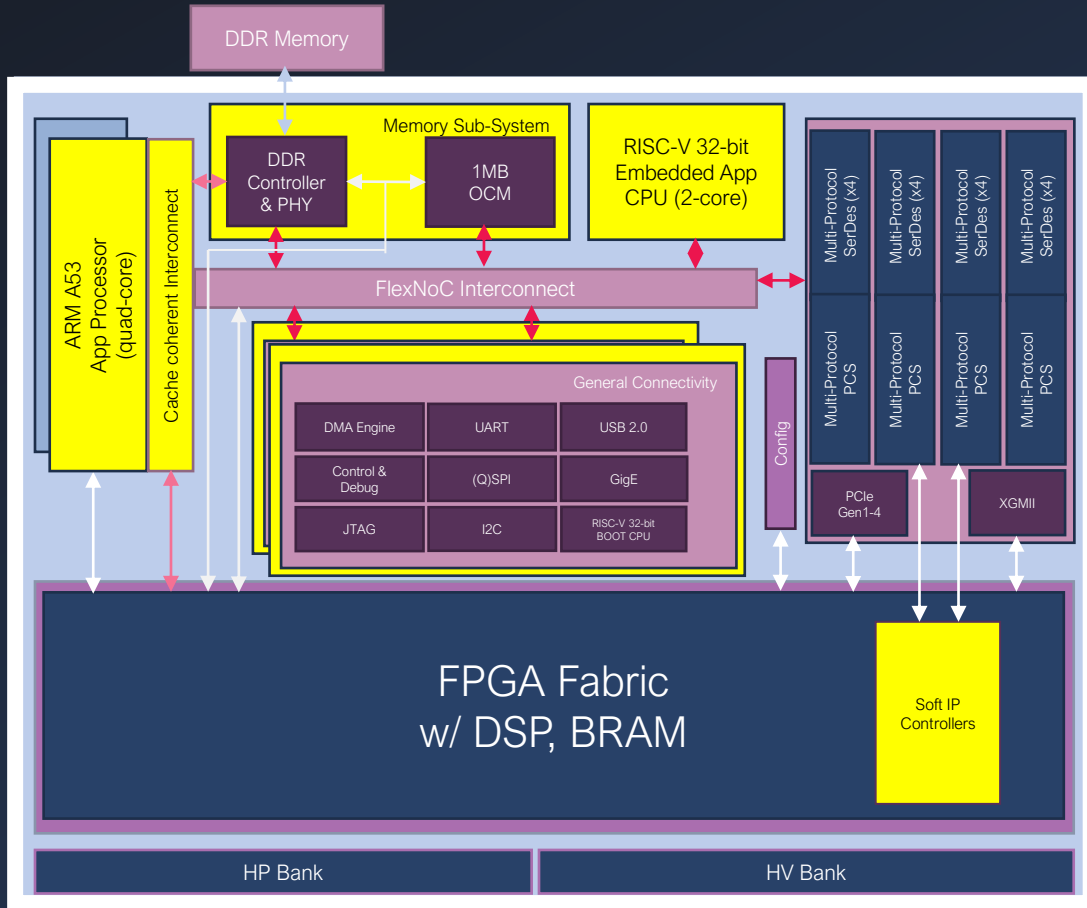 DDR Memory
Memory Sub-System
DDR
Controller
& PHY
1MB
OCM
RISC-V 32-bit
Embedded App
CPU (2-core)
ARM A53
App Processor
(quad-core)
Cache coherent Interconnect
FlexNoC Interconnect
Multi-Protocol
SerDes (x4)
Multi-Protocol
SerDes (x4)
Multi-Protocol
SerDes (x4)
Multi-Protocol
SerDes (x4)
Multi-Protocol
PCS
Multi-Protocol
PCS
Multi-Protocol
PCS
Multi-Protocol
PCS
General Connectivity
DMA Engine
UART
USB 2.0
Control &
Debug
(Q)SPI
GigE
JTAG
I2C
RISC-V 32-bit
BOOT CPU
Config
PCIe
Gen1-4
XGMII
FPGA Fabric
w/ DSP, BRAM
Soft IP
Controllers
HP Bank
HV Bank